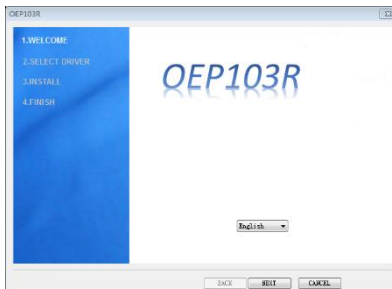 OEP103R
1.WELCOME
2.SELECT DRIVER
3.INSTALL
4.FINISH
OEP103R
English
BACK NEXT CANCEL